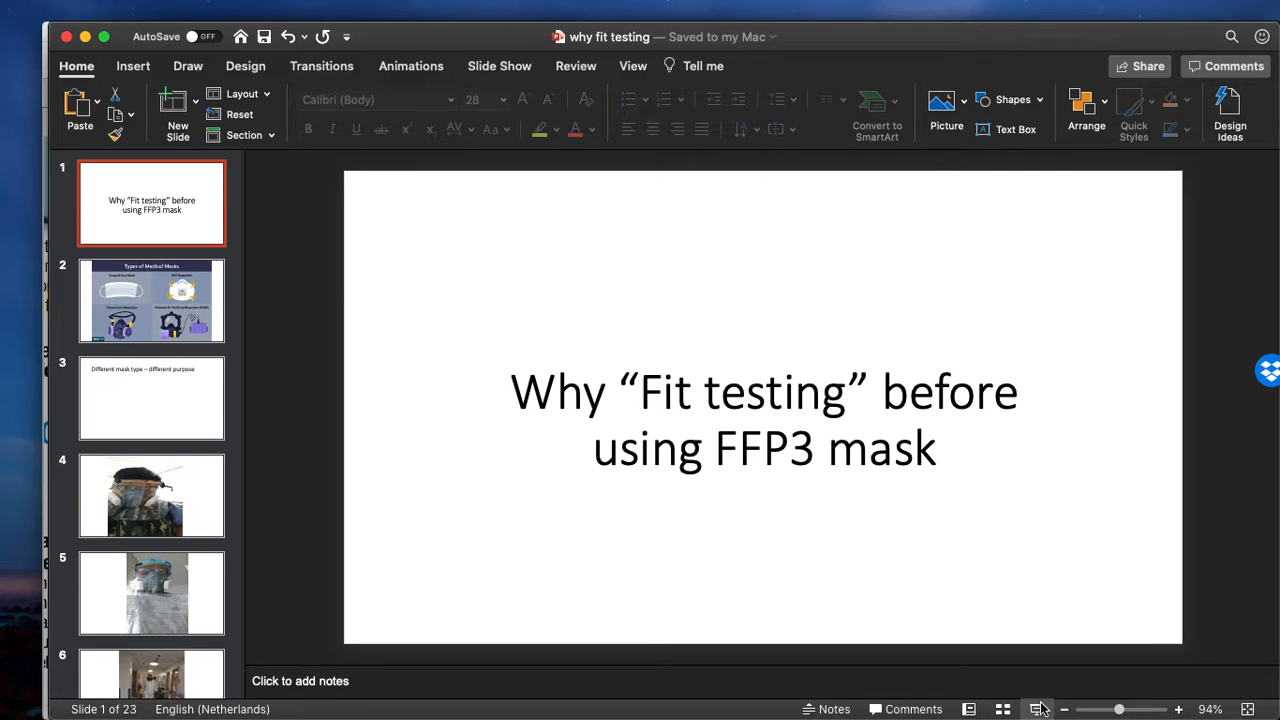 AutoSave OFF
why fit testing — Saved to my Mac
Home Insert Draw Design Transitions Animations Slide Show Review View Tell me
Share Comments
Paste
New Slide
Layout
Reset
Section
Calibri (Body) 28
B I U ab X X AV Aa A
Convert to SmartArt
Picture
Shapes
Text Box
Arrange
Quick Styles
Design Ideas
1
Why “Fit testing” before
using FFP3 mask
2
Types of Medical Masks
3
Different mask type – different purpose
4
5
6
Why “Fit testing” before
using FFP3 mask
Click to add notes
Slide 1 of 23 English (Netherlands) Notes Comments 94%